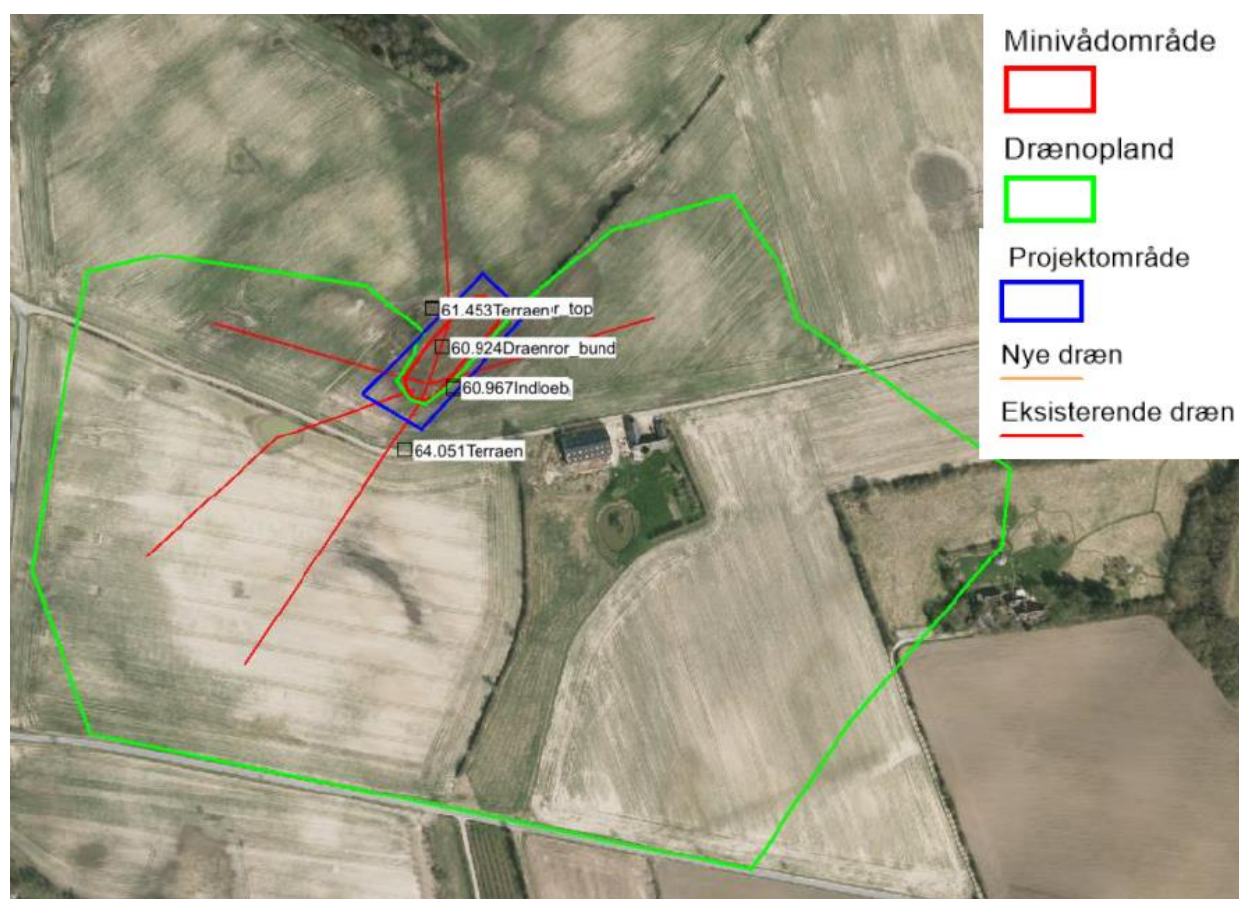 Minivådområde
Drænopland
Projektområde
Nye dræn
Eksisterende dræn
61.453Terraen r_top
60.924Draenror_bund
60.967Indloeb
64.051Terraen